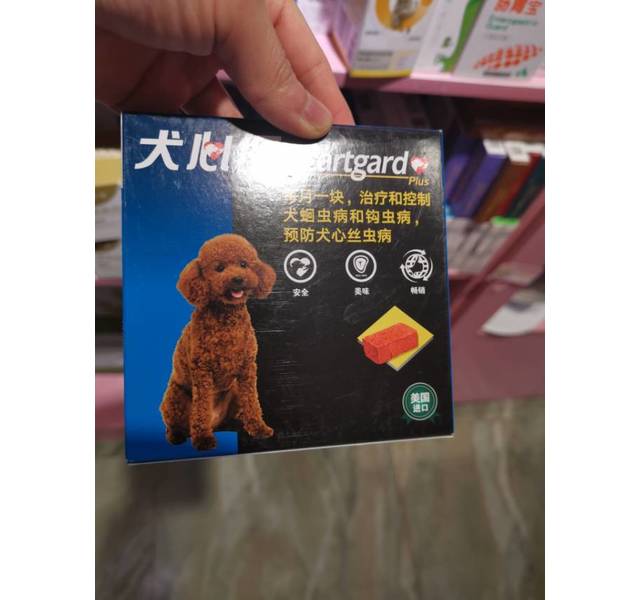 犬心
artgard
Plus
月一块，治疗和控制
犬蛔虫病和钩虫病，
预防犬心丝虫病
安全
美味
畅销
美国
进口